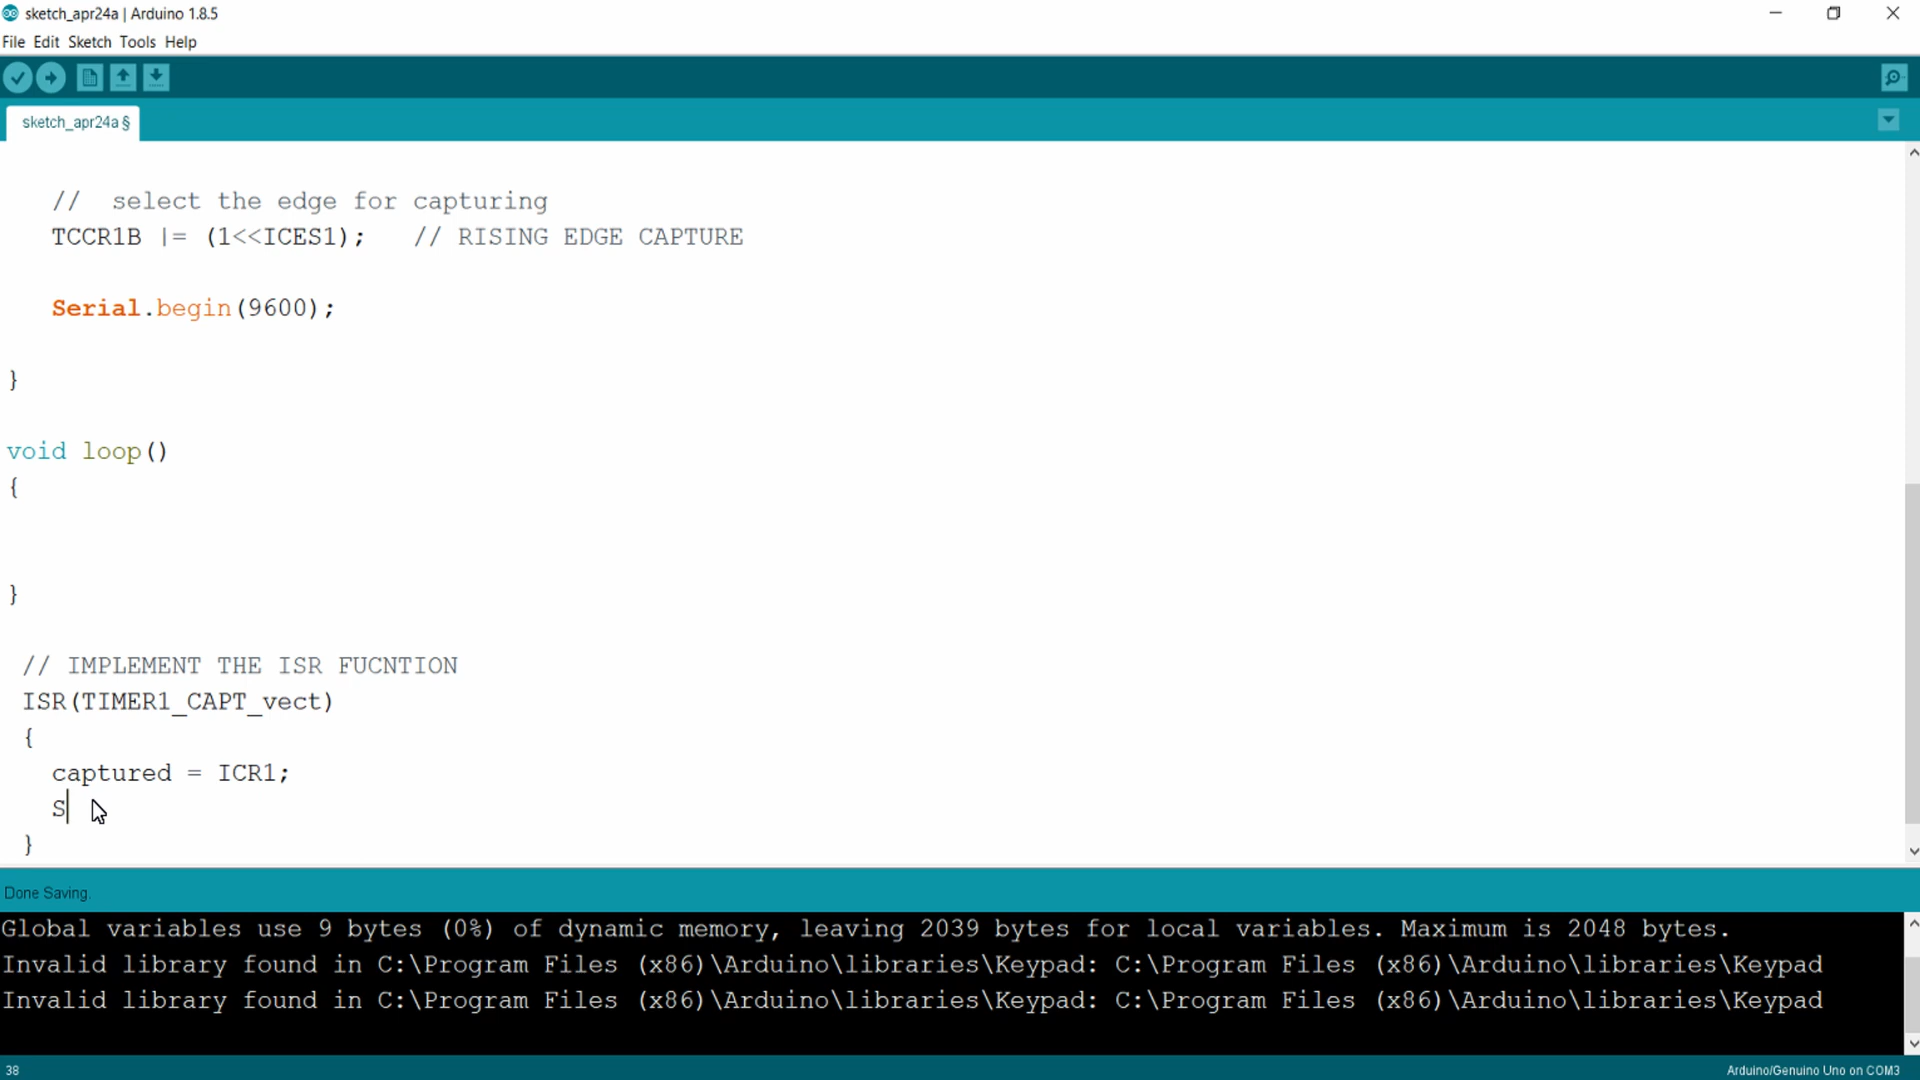 sketch_apr24a | Arduino 1.8.5
File Edit Sketch Tools Help
sketch_apr24a §
// select the edge for capturing
TCCR1B |= (1<<ICES1); // RISING EDGE CAPTURE
Serial.begin(9600);
}
void loop()
{
}
// IMPLEMENT THE ISR FUCNTION
ISR(TIMER1_CAPT_vect)
{
captured = ICR1;
S
}
Done Saving.
Global variables use 9 bytes (0%) of dynamic memory, leaving 2039 bytes for local variables. Maximum is 2048 bytes.
Invalid library found in C:\Program Files (x86)\Arduino\libraries\Keypad: C:\Program Files (x86)\Arduino\libraries\Keypad
Invalid library found in C:\Program Files (x86)\Arduino\libraries\Keypad: C:\Program Files (x86)\Arduino\libraries\Keypad
38
Arduino/Genuino Uno on COM3